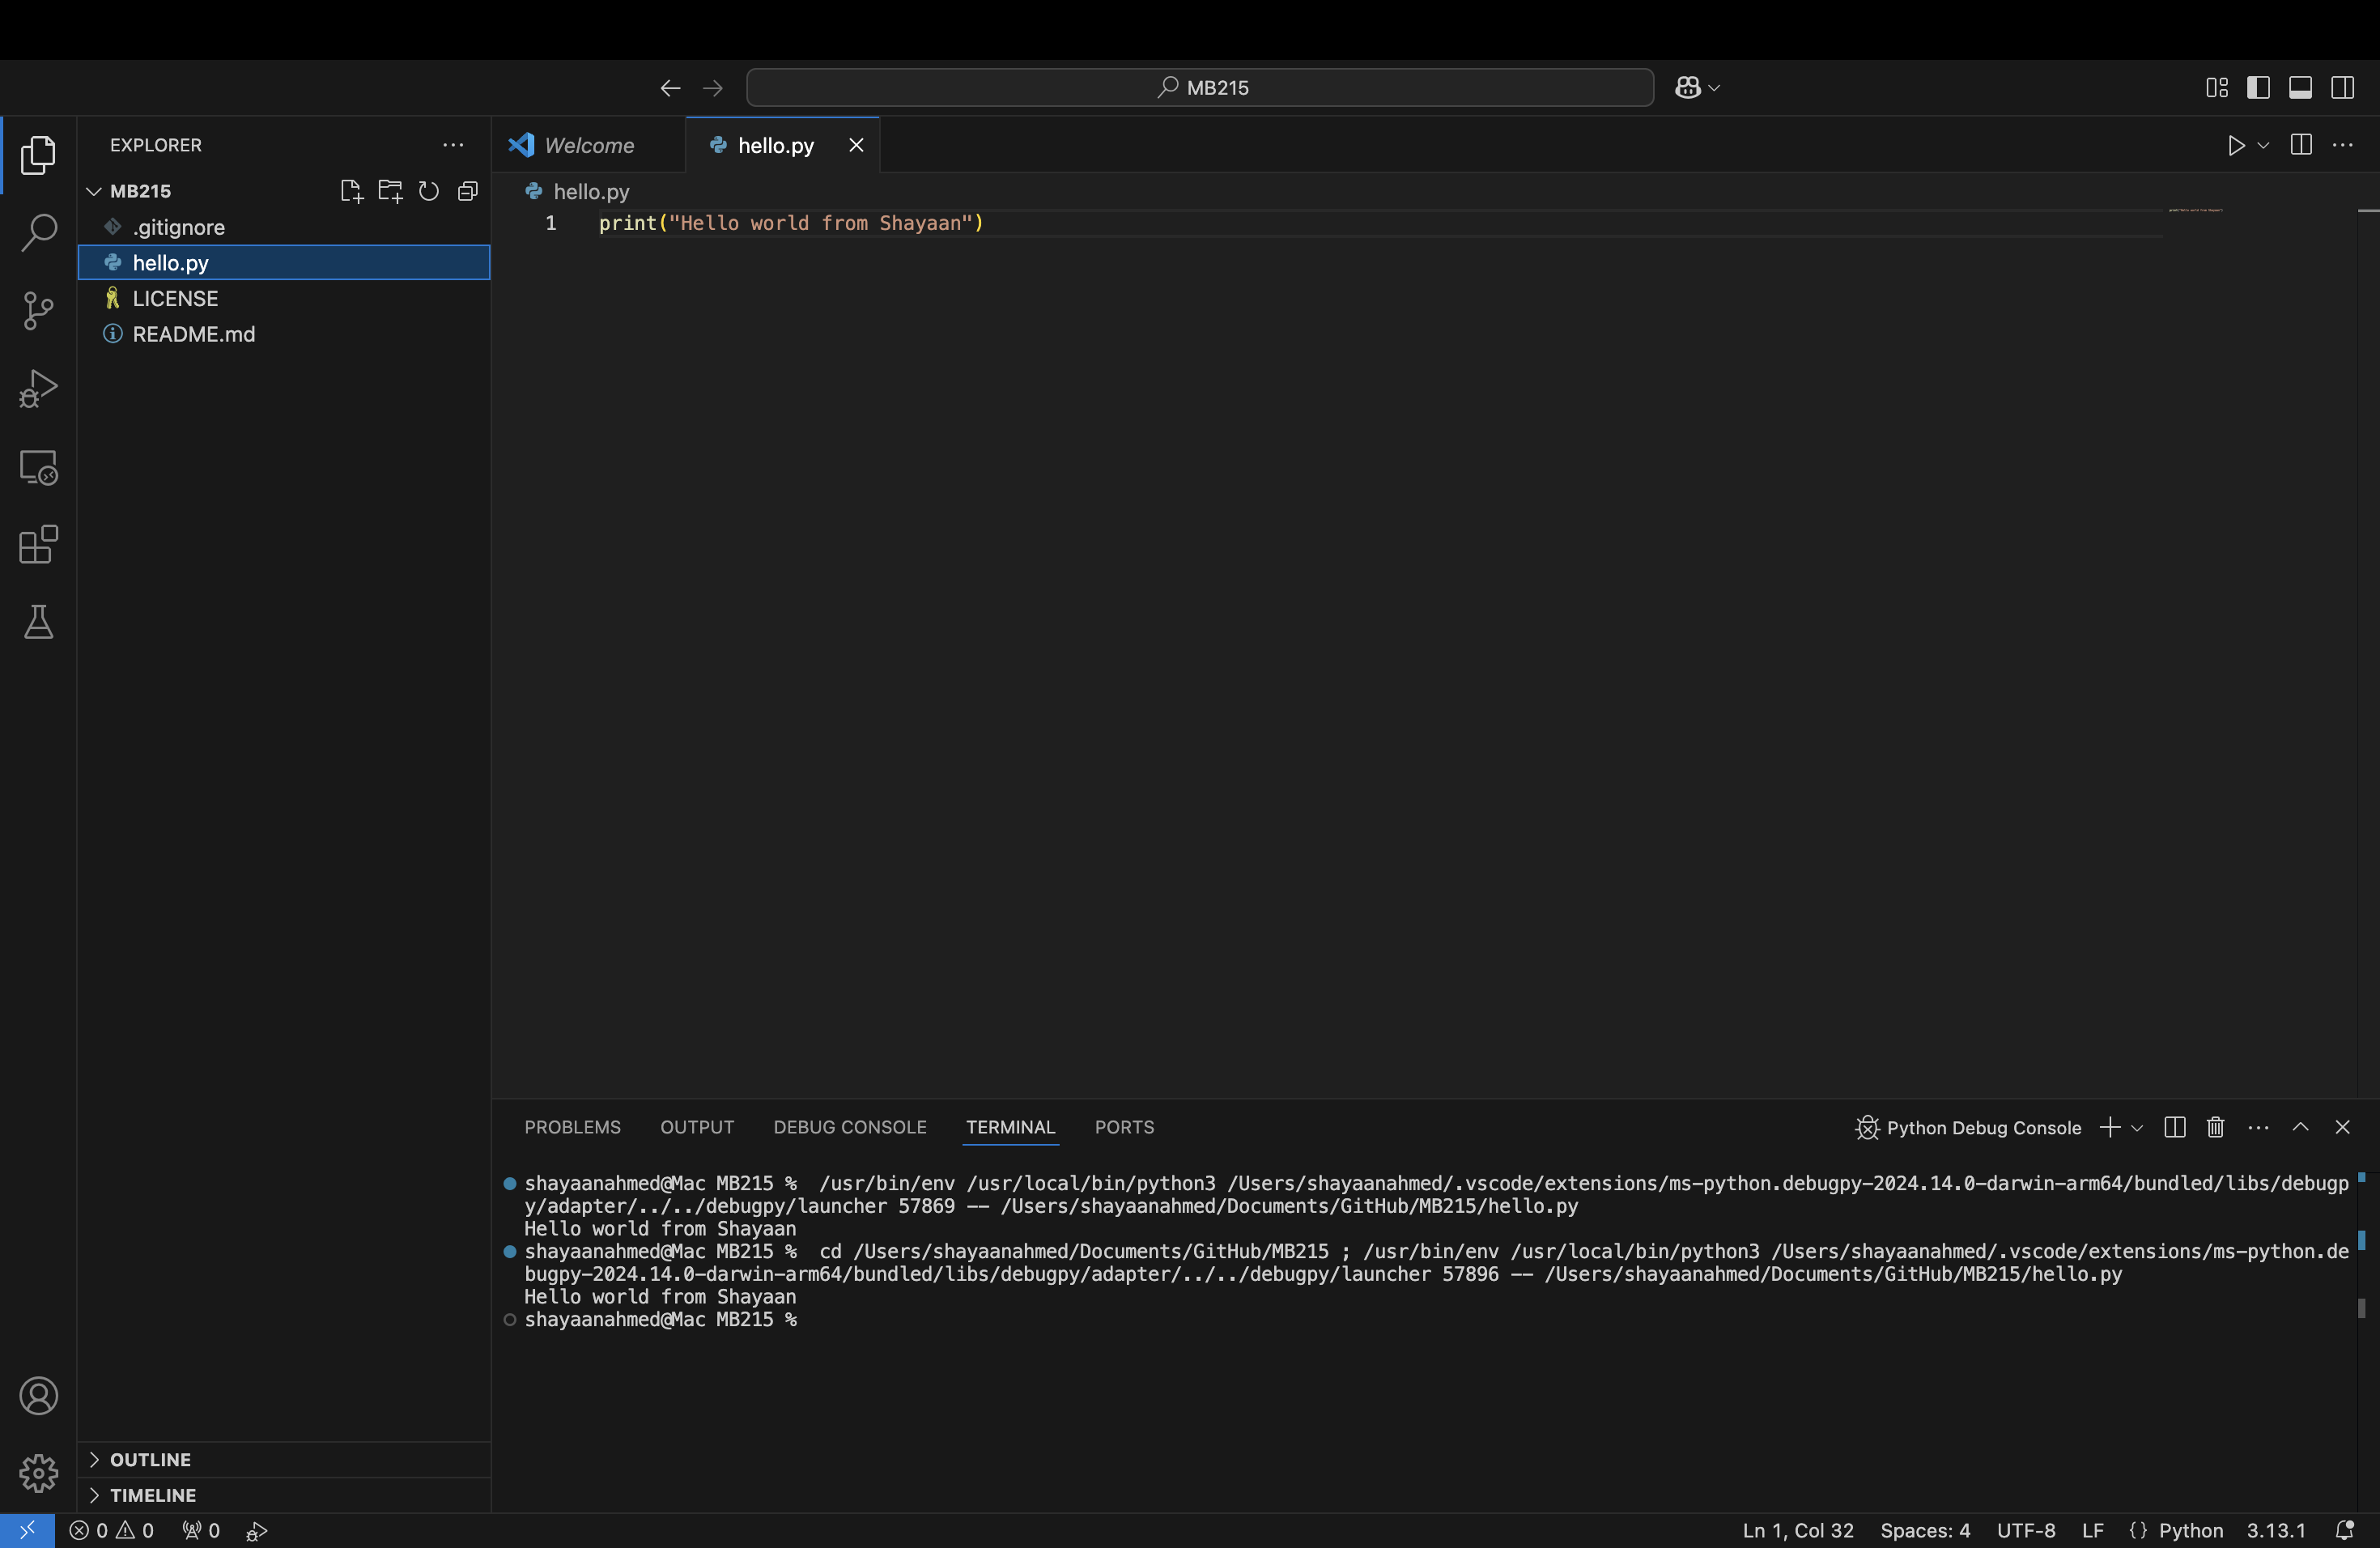 MB215
EXPLORER
Welcome
hello.py
MB215
.gitignore
hello.py
LICENSE
README.md
hello.py
1 print("Hello world from Shayaan")
PROBLEMS OUTPUT DEBUG CONSOLE TERMINAL PORTS
Python Debug Console
shayaanahmed@Mac MB215 %  /usr/bin/env /usr/local/bin/python3 /Users/shayaanahmed/.vscode/extensions/ms-python.debugpy-2024.14.0-darwin-arm64/bundled/libs/debugp
y/adapter/../../debugpy/launcher 57869 -- /Users/shayaanahmed/Documents/GitHub/MB215/hello.py
Hello world from Shayaan
shayaanahmed@Mac MB215 %  cd /Users/shayaanahmed/Documents/GitHub/MB215 ; /usr/bin/env /usr/local/bin/python3 /Users/shayaanahmed/.vscode/extensions/ms-python.de
bugpy-2024.14.0-darwin-arm64/bundled/libs/debugpy/adapter/../../debugpy/launcher 57896 -- /Users/shayaanahmed/Documents/GitHub/MB215/hello.py
Hello world from Shayaan
shayaanahmed@Mac MB215 %
OUTLINE
TIMELINE
0 0 0
Ln 1, Col 32 Spaces: 4 UTF-8 LF {} Python 3.13.1